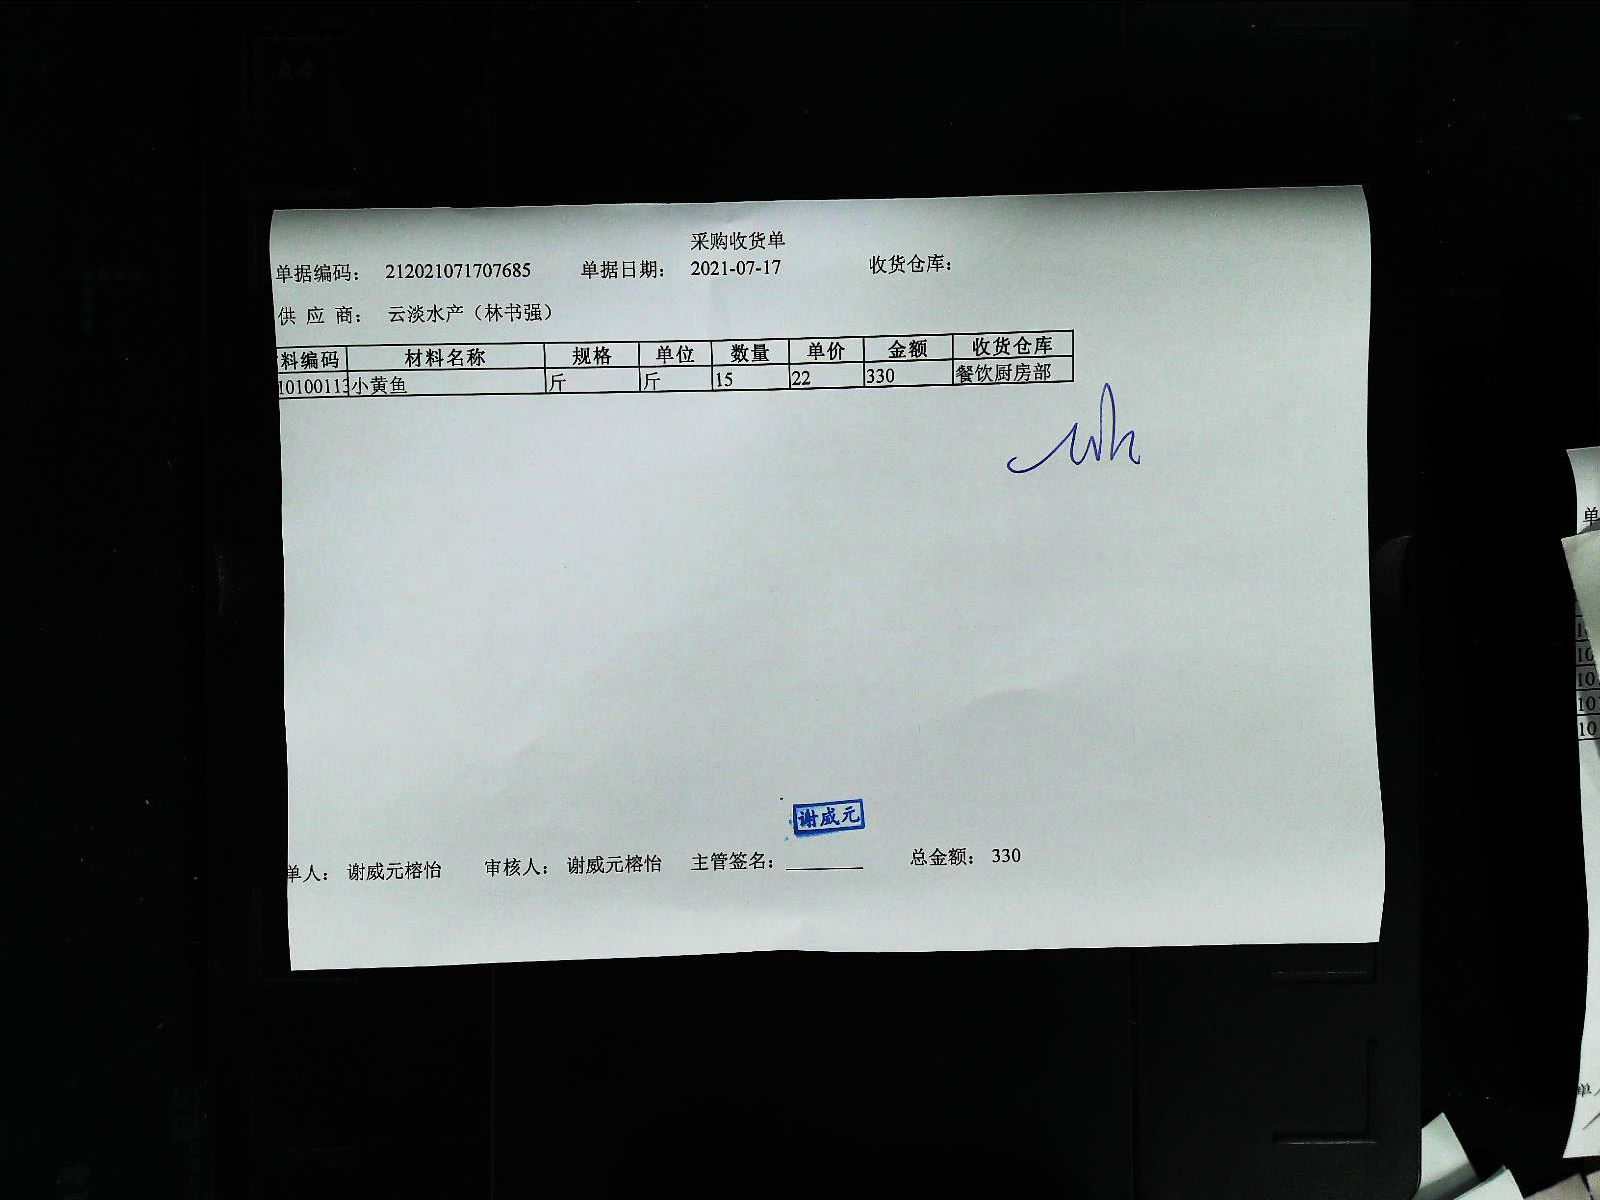 采购收货单
单据编码： 212021071707685 单据日期： 2021-07-17 收货仓库：
供 应 商： 云淡水产（林书强）
料编码 材料名称 规格 单位 数量 单价 金额 收货仓库
1010011 小黄鱼 斤 斤 15 22 330 餐饮厨房部
谢威元
单人： 谢威元榕怡 审核人： 谢威元榕怡 主管签名： 总金额： 330